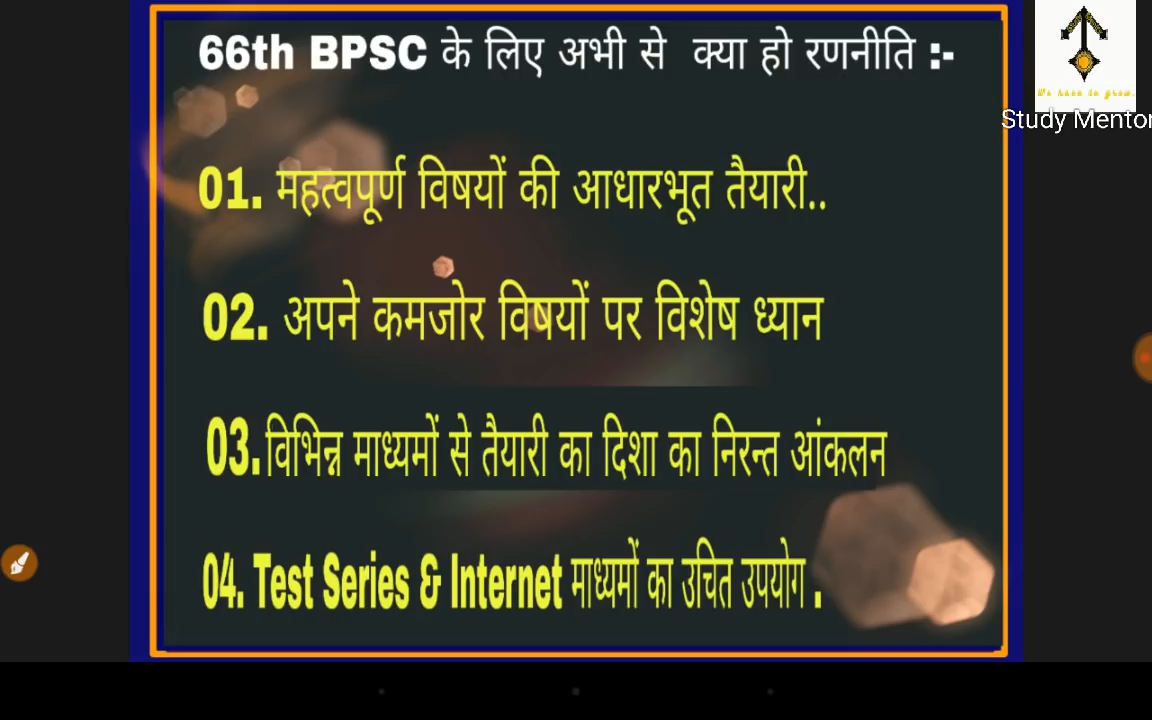 66th BPSC के लिए अभी से क्या हो रणनीति :-
01. महत्वपूर्ण विषयों की आधारभूत तैयारी..
02. अपने कमजोर विषयों पर विशेष ध्यान
03. विभिन्न माध्यमों से तैयारी का दिशा का निरन्त आंकलन
04. Test Series & Internet माध्यमों का उचित उपयोग .
Study Mentor